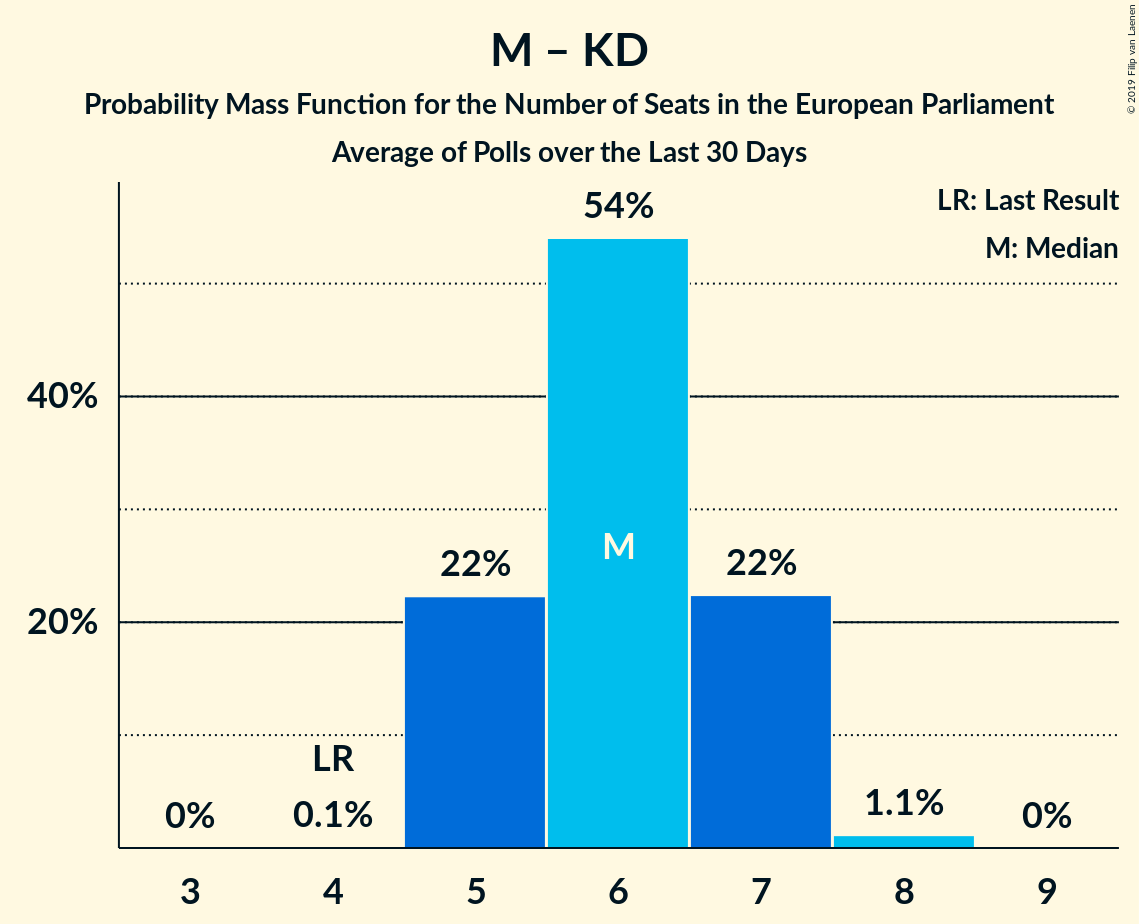 M – KD
Probability Mass Function for the Number of Seats in the European Parliament
Average of Polls over the Last 30 Days
© 2019 Filip van Laenen
LR: Last Result
M: Median
54%
40%
M
22%
22%
20%
LR
0%
0.1%
1.1%
0%
3 4 5 6 7 8 9